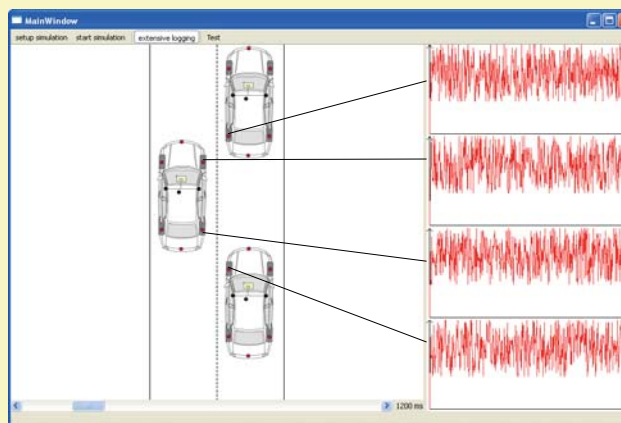 MainWindow
setup simulation start simulation extensive logging Test
1200 ms